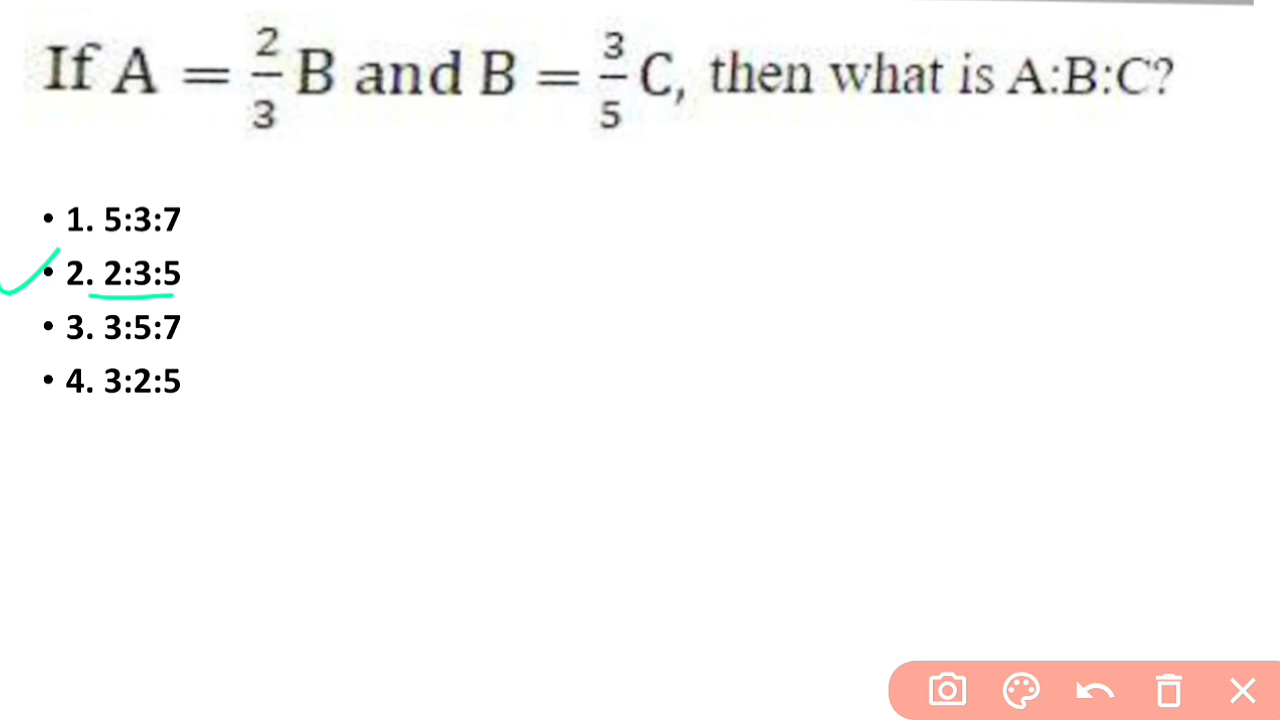 If A = 2/3 B and B = 3/5 C, then what is A:B:C?
• 1. 5:3:7
• 2. 2:3:5
• 3. 3:5:7
• 4. 3:2:5